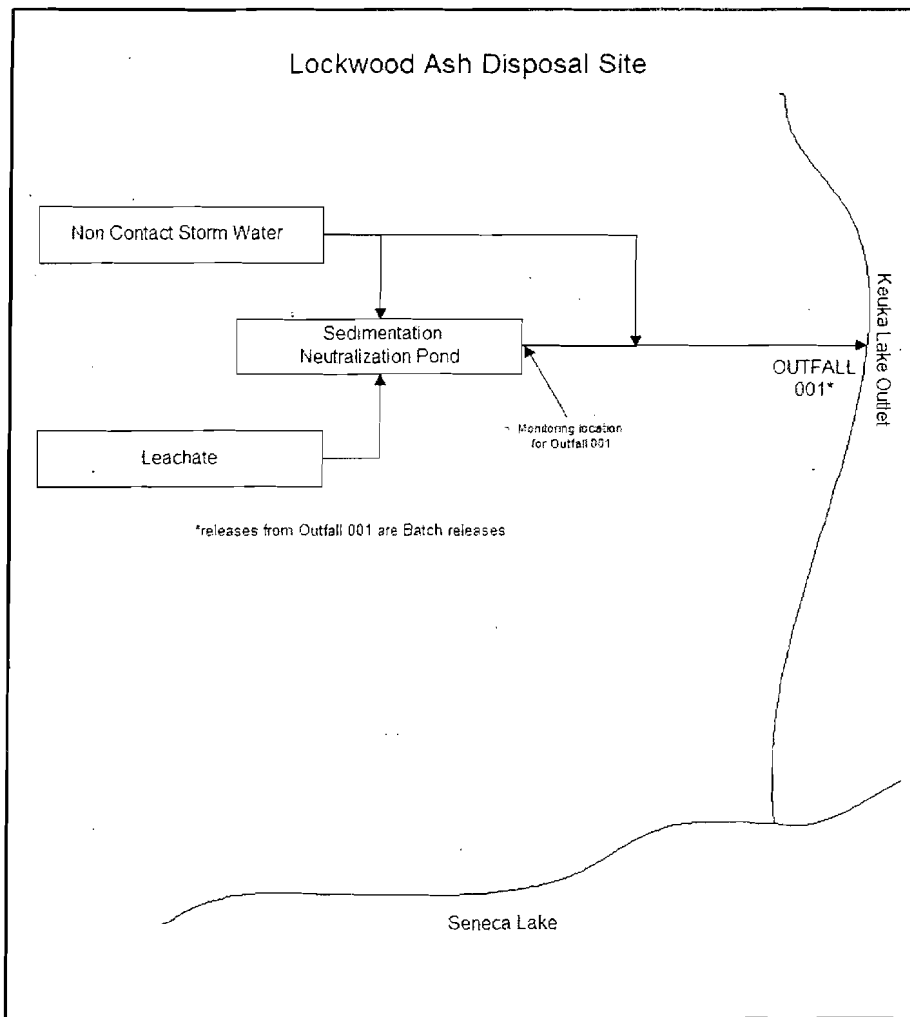 Lockwood Ash Disposal Site
Non Contact Storm Water
Sedimentation
Neutralization Pond
Keuka Lake Outlet
OUTFALL
001*
Monitoring location
for Outfall 001
Leachate
*releases from Outfall 001 are Batch releases
Seneca Lake